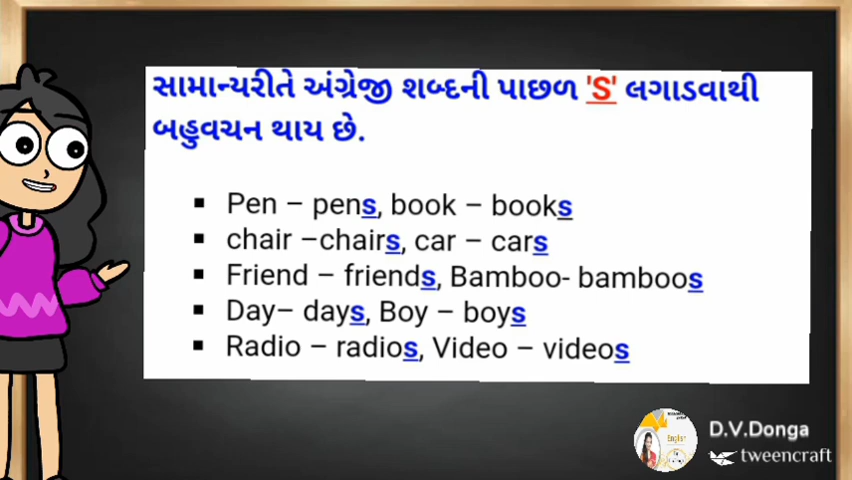 સામાન્યરીતે અંગ્રેજી શબ્દની પાછળ 'S' લગાડવાથી
બહુવચન થાય છે.
▪ Pen – pens, book – books
▪ chair –chairs, car – cars
▪ Friend – friends, Bamboo- bamboos
▪ Day– days, Boy – boys
▪ Radio – radios, Video – videos
English
D.V.Donga
tweencraft